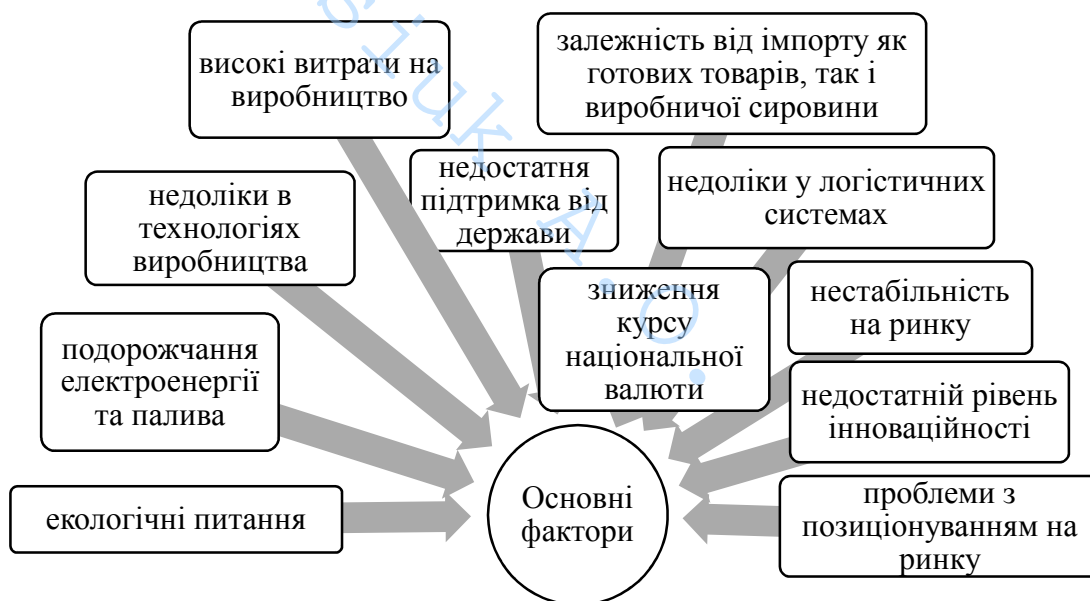 високі витрати на
виробництво
залежність від імпорту як
готових товарів, так і
виробничої сировини
недоліки в
технологіях
виробництва
недостатня
підтримка від
держави
недоліки у логістичних
системах
подорожчання
електроенергії
та палива
зниження
курсу
національної
валюти
нестабільність
на ринку
недостатній рівень
інноваційності
екологічні питання
Основні
фактори
проблеми з
позиціонуванням на
ринку
siuk A.O.